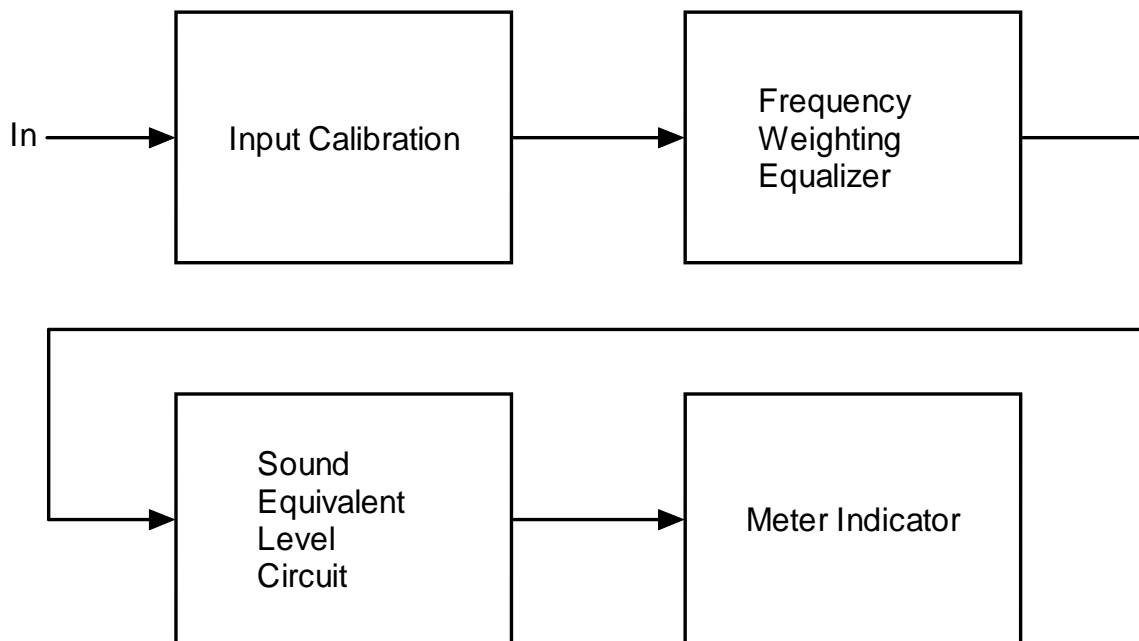 In
Input Calibration
Frequency
Weighting
Equalizer
Sound
Equivalent
Level
Circuit
Meter Indicator